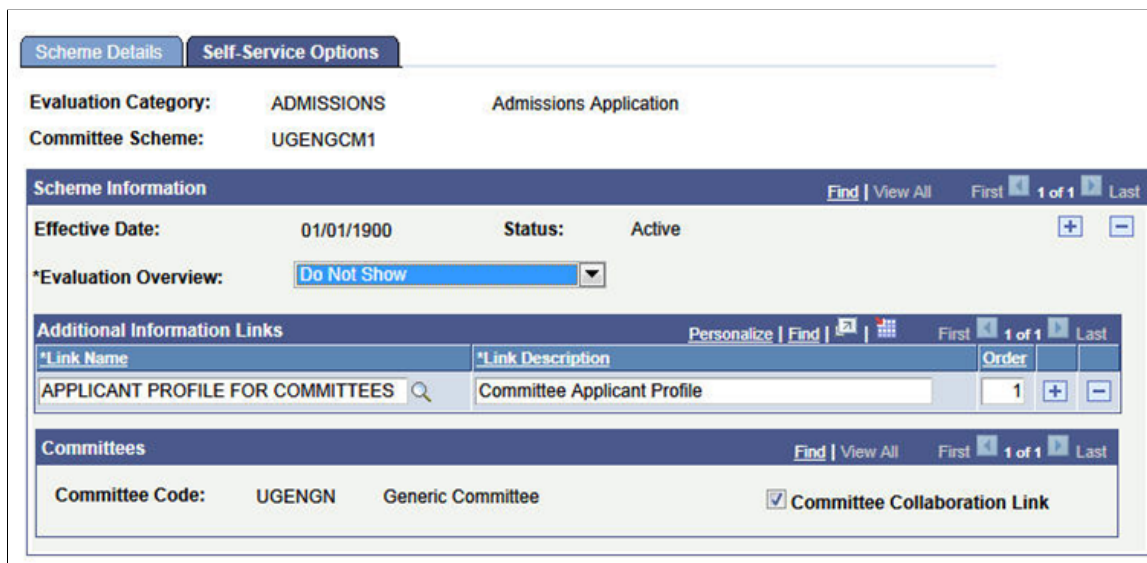 Scheme Details Self-Service Options
Evaluation Category: ADMISSIONS Admissions Application
Committee Scheme: UGENGCM1
Scheme Information Find | View All First 1 of 1 Last
Effective Date: 01/01/1900 Status: Active
*Evaluation Overview: Do Not Show
Additional Information Links Personalize | Find | | First 1 of 1 Last
*Link Name *Link Description Order
APPLICANT PROFILE FOR COMMITTEES Committee Applicant Profile 1
Committees Find | View All First 1 of 1 Last
Committee Code: UGENGN Generic Committee Committee Collaboration Link